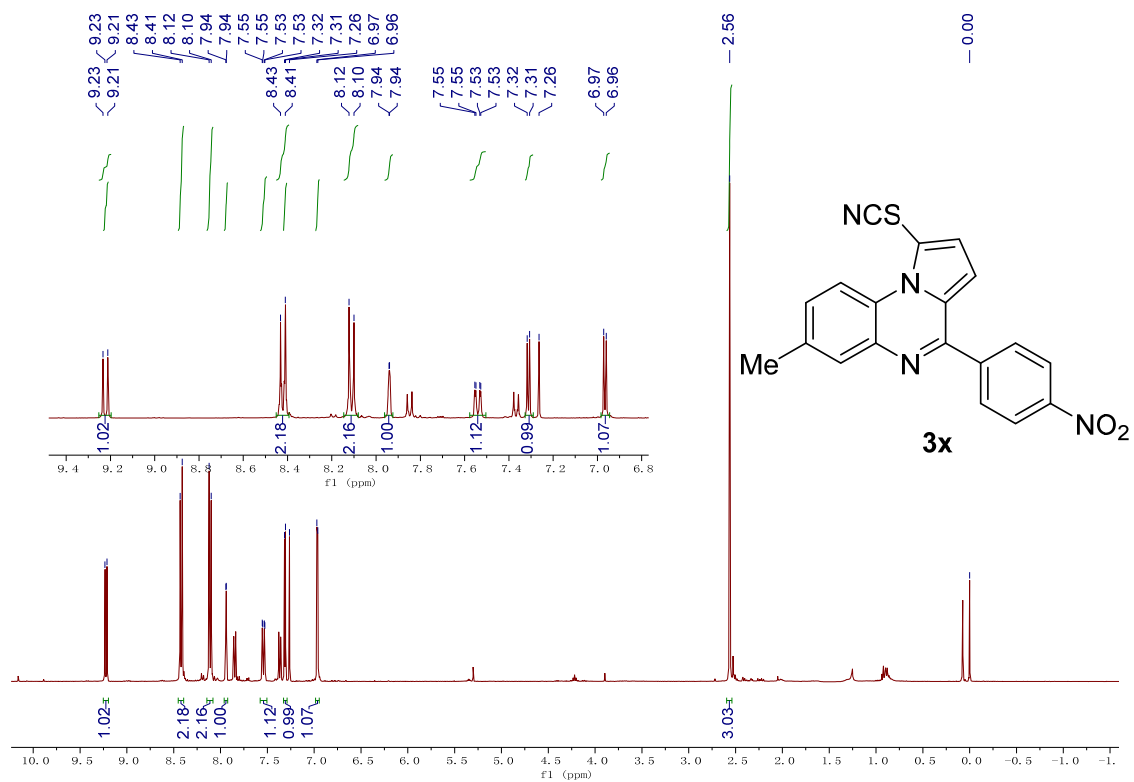 9.23 9.21 8.43 8.41 8.12 8.10 7.94 7.94 7.55 7.55 7.53 7.53 7.32 7.31 7.26 6.97 6.96 2.56 0.00
9.23 9.21 8.43 8.41 8.12 8.10 7.94 7.94 7.55 7.55 7.53 7.53 7.32 7.31 7.26 6.97 6.96
NCS
N
N
Me
NO2
3x
1.02 2.18 2.16 1.00 1.12 0.99 1.07
9.4 9.2 9.0 8.8 8.6 8.4 8.2 8.0 7.8 7.6 7.4 7.2 7.0 6.8
f1 (ppm)
1.02 2.18 2.16 1.00 1.12 0.99 1.07 3.03
10.0 9.5 9.0 8.5 8.0 7.5 7.0 6.5 6.0 5.5 5.0 4.5 4.0 3.5 3.0 2.5 2.0 1.5 1.0 0.5 0.0 -0.5 -1.0 -1.
f1 (ppm)